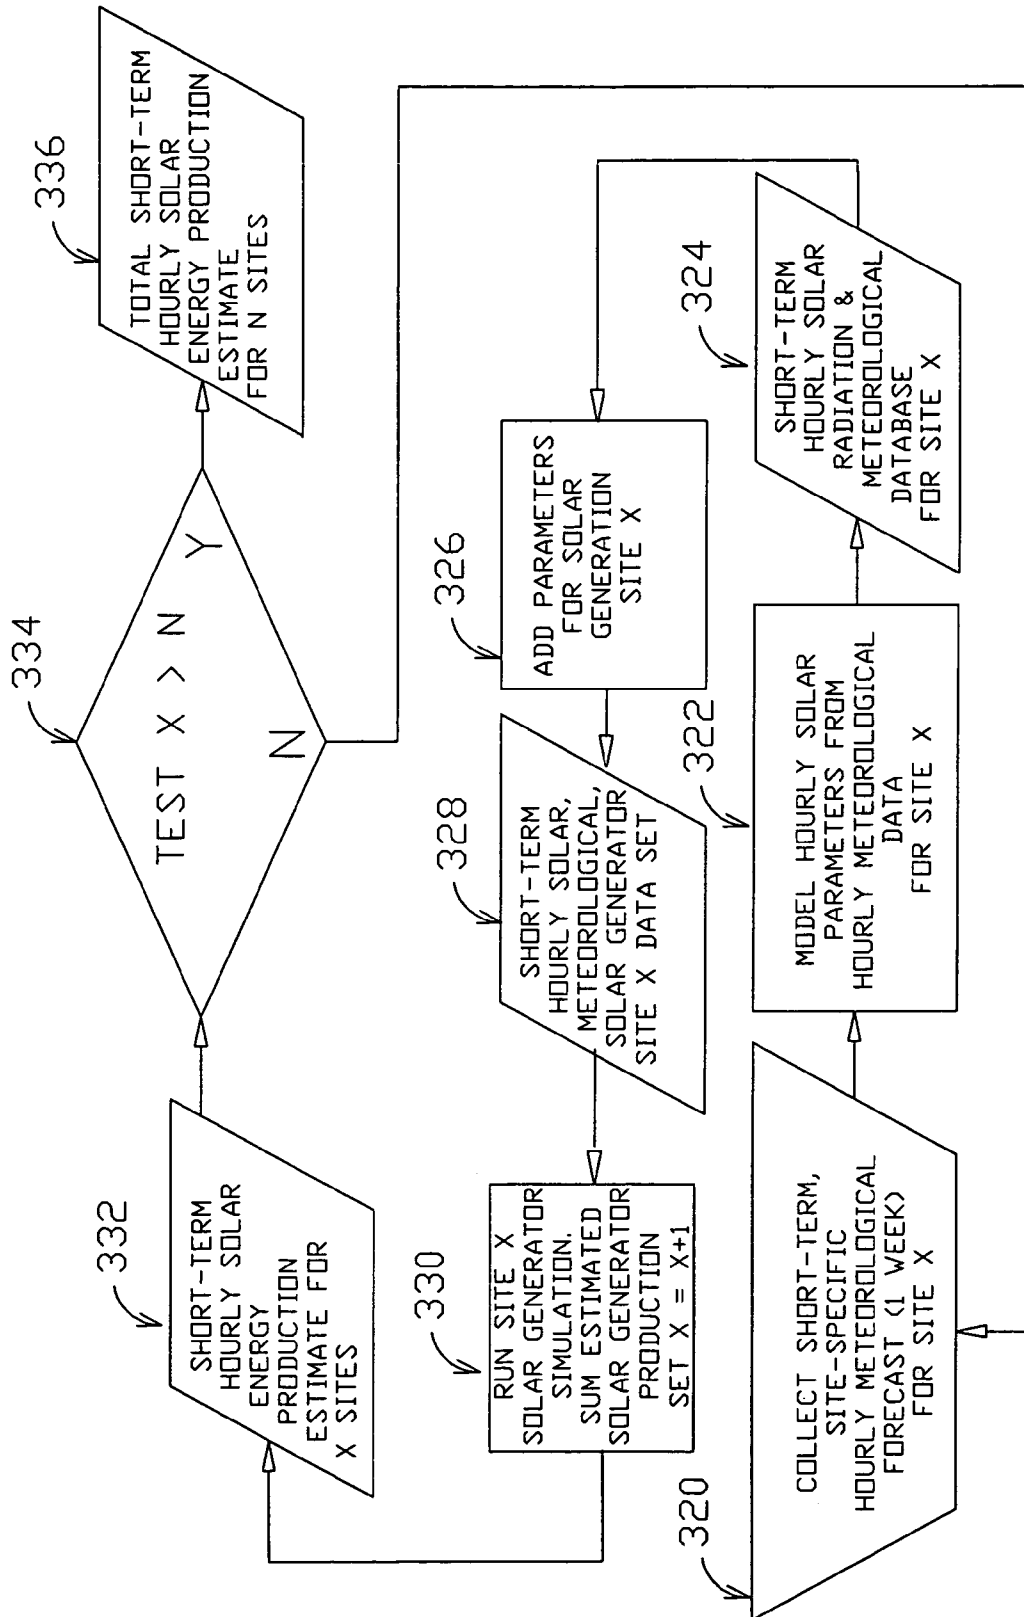 320
COLLECT SHORT-TERM,
SITE-SPECIFIC
HOURLY METEOROLOGICAL
FORECAST (1 WEEK)
FOR SITE X
322
MODEL HOURLY SOLAR
PARAMETERS FROM
HOURLY METEOROLOGICAL
DATA
FOR SITE X
324
SHORT-TERM
HOURLY SOLAR
RADIATION &
METEOROLOGICAL
DATABASE
FOR SITE X
326
ADD PARAMETERS
FOR SOLAR
GENERATION
SITE X
328
SHORT-TERM
HOURLY SOLAR,
METEOROLOGICAL,
SOLAR GENERATOR
SITE X DATA SET
330
RUN SITE X
SOLAR GENERATOR
SIMULATION.
SUM ESTIMATED
SOLAR GENERATOR
PRODUCTION
SET X = X+1
332
SHORT-TERM
HOURLY SOLAR
ENERGY
PRODUCTION
ESTIMATE FOR
X SITES
334
TEST X > N
Y
N
336
TOTAL SHORT-TERM
HOURLY SOLAR
ENERGY PRODUCTION
ESTIMATE
FOR N SITES